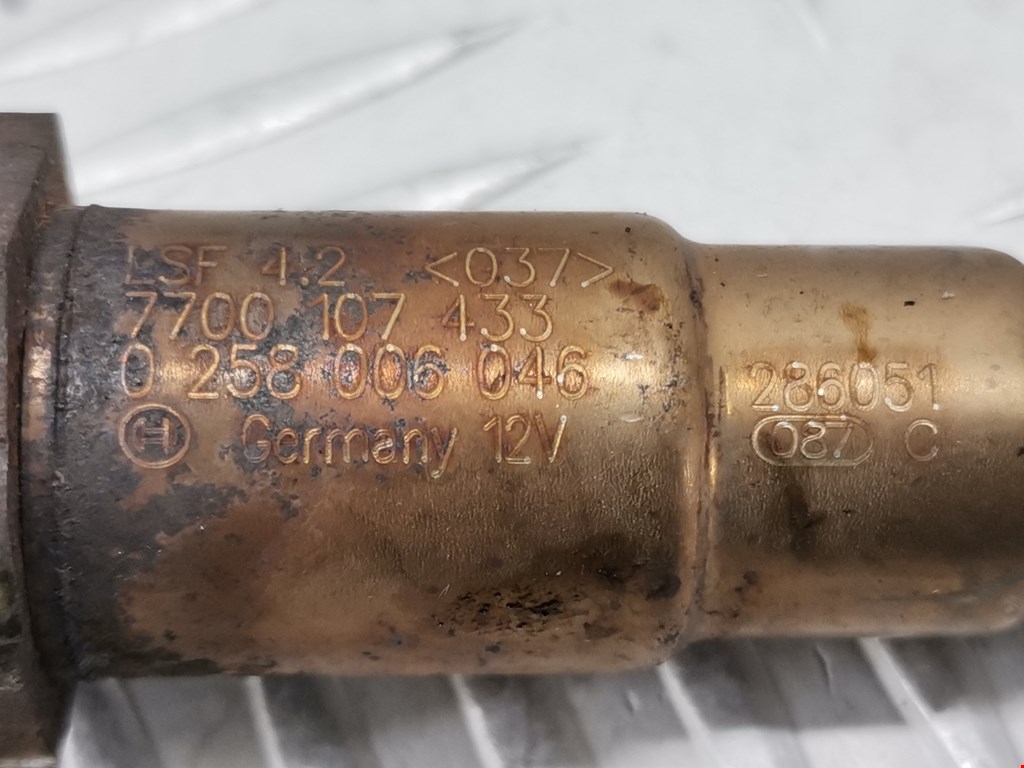 LSF 4.2 <037>
7700 107 433
0 258 006 046
H Germany 12V
286051
087 C